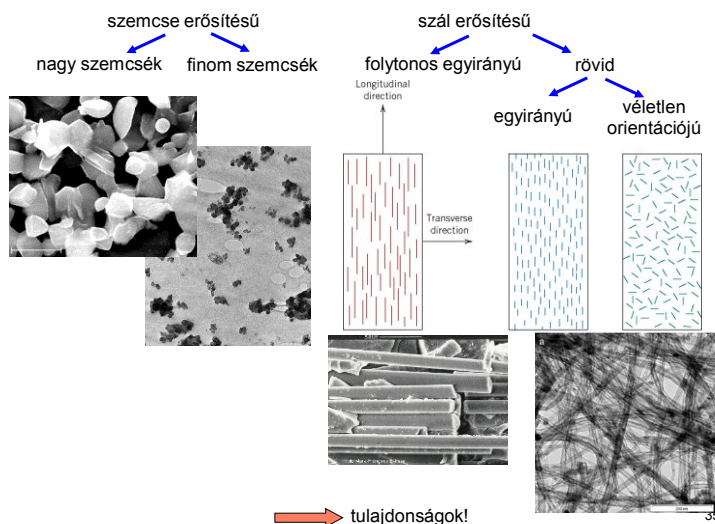 szemcse erősítésű
szál erősítésű
nagy szemcsék
finom szemcsék
folytonos egyirányú
rövid
Longitudinal
direction
egyirányú
véletlen
orientációjú
Transverse
direction
a
tulajdonságok!